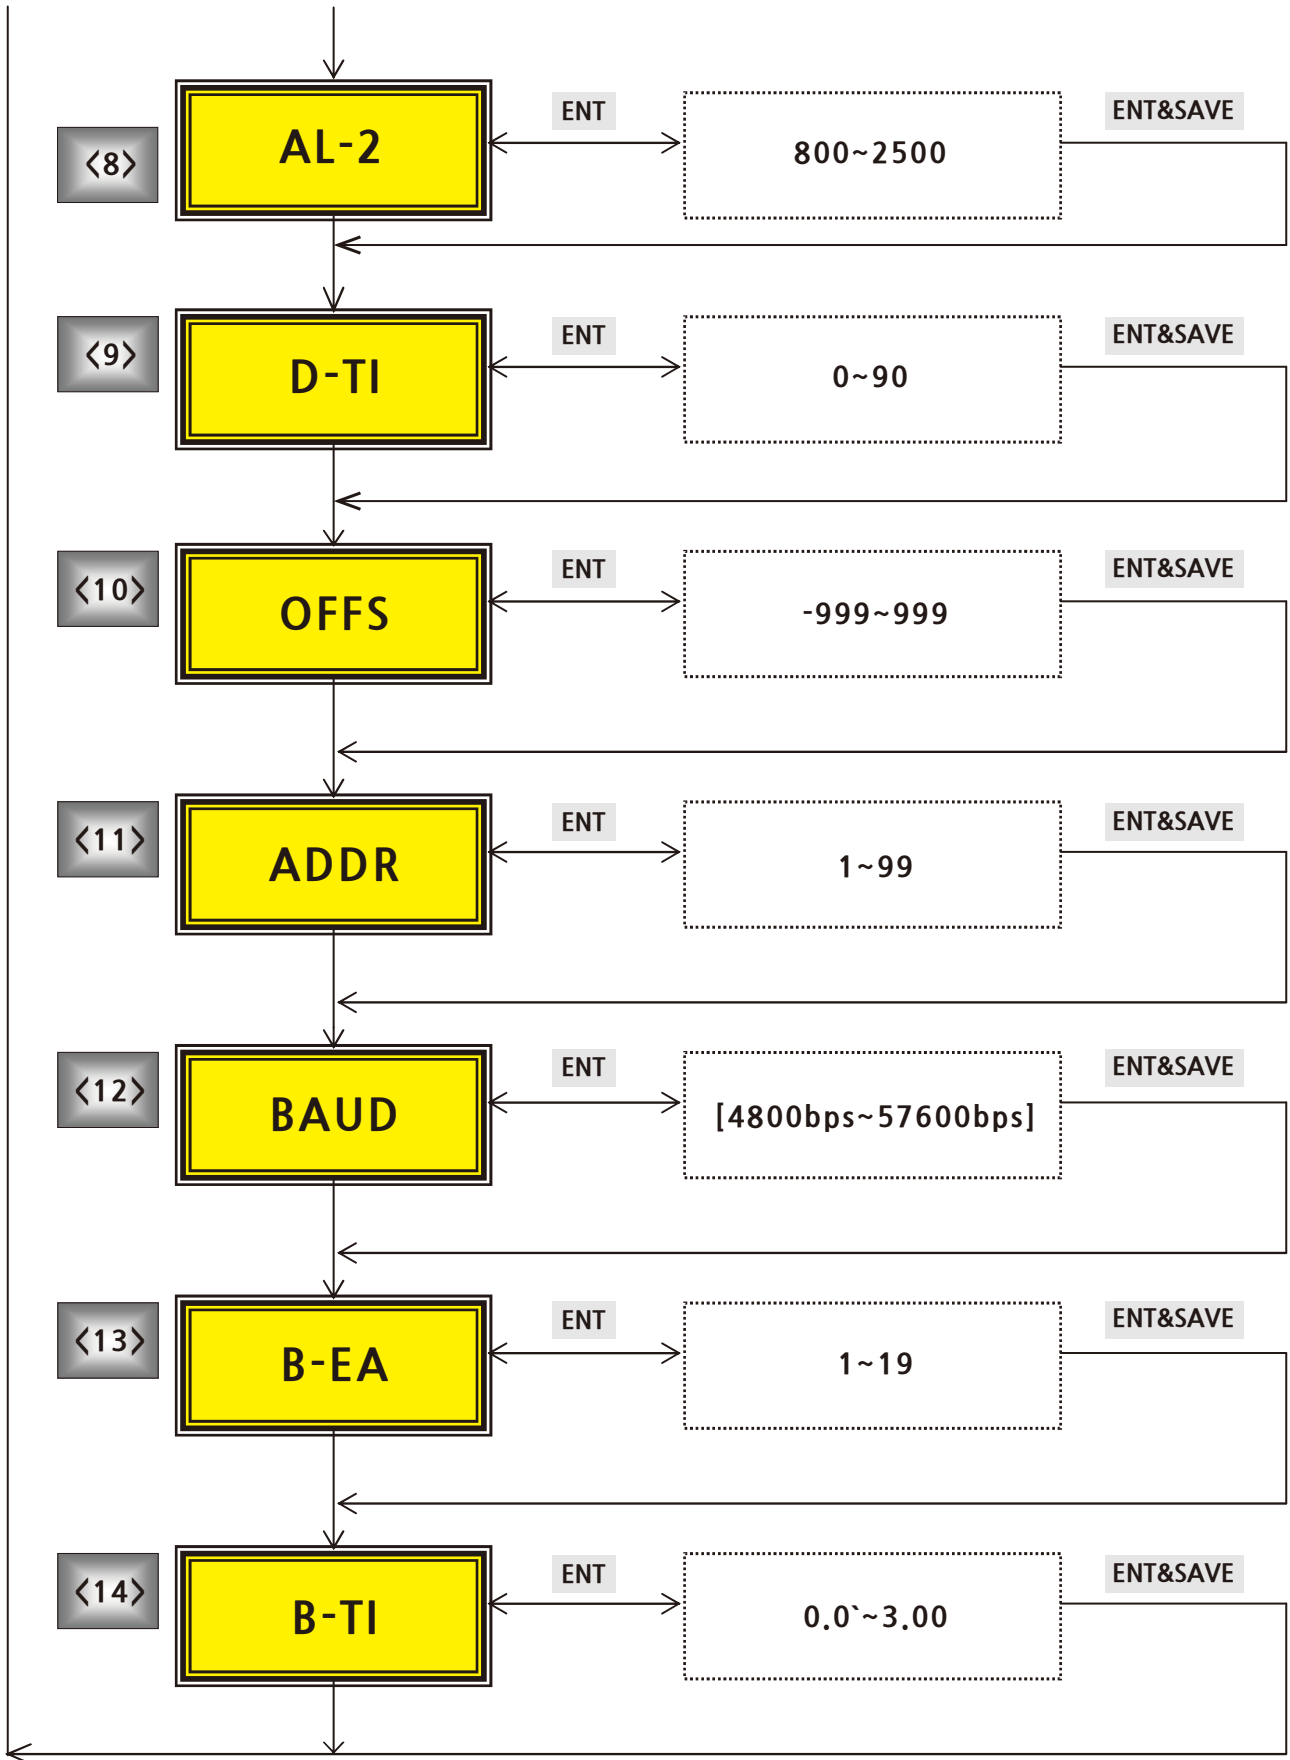 ENT
ENT&SAVE
<8>
AL-2
800~2500
<9>
ENT
ENT&SAVE
D-TI
0~90
<10>
ENT
ENT&SAVE
OFFS
-999~999
<11>
ENT
ENT&SAVE
ADDR
1~99
<12>
ENT
ENT&SAVE
BAUD
[4800bps~57600bps]
<13>
ENT
ENT&SAVE
B-EA
1~19
<14>
ENT
ENT&SAVE
B-TI
0.0`~3.00